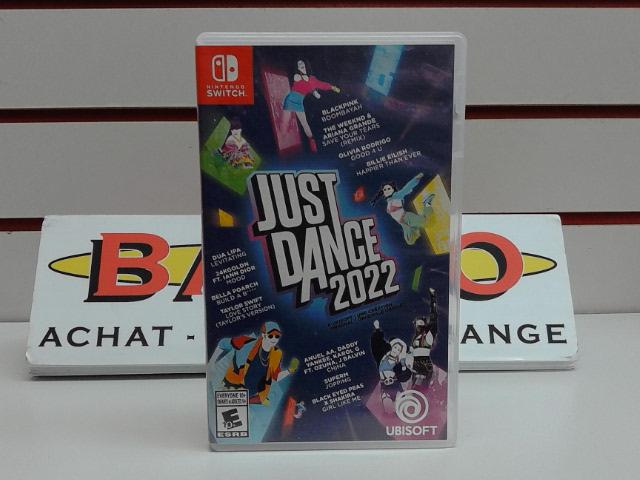 NINTENDO
SWITCH
BLACKPINK
BOOMBAYAH
THE WEEKND &
ARIANA GRANDE
SAVE YOUR TEARS
(REMIX)
OLIVIA RODRIGO
GOOD 4 U
BILLIE EILISH
HAPPIER THAN EVER
JUST
DANCE
2022
DUA LIPA
LEVITATING
24KGOLDN
FT. IANN DIOR
MOOD
BELLA POARCH
BUILD A B****
TAYLOR SWIFT
LOVE STORY
(TAYLOR'S VERSION)
ANUEL AA, DADDY
YANKEE, KAROL G
FT. OZUNA, J BALVIN
CHINA
SUPERM
JOPPING
BLACK EYED PEAS
X SHAKIRA
GIRL LIKE ME
EVERYONE 10+
E
10+
ESRB
UBISOFT
BA O
ACHAT - ANGE